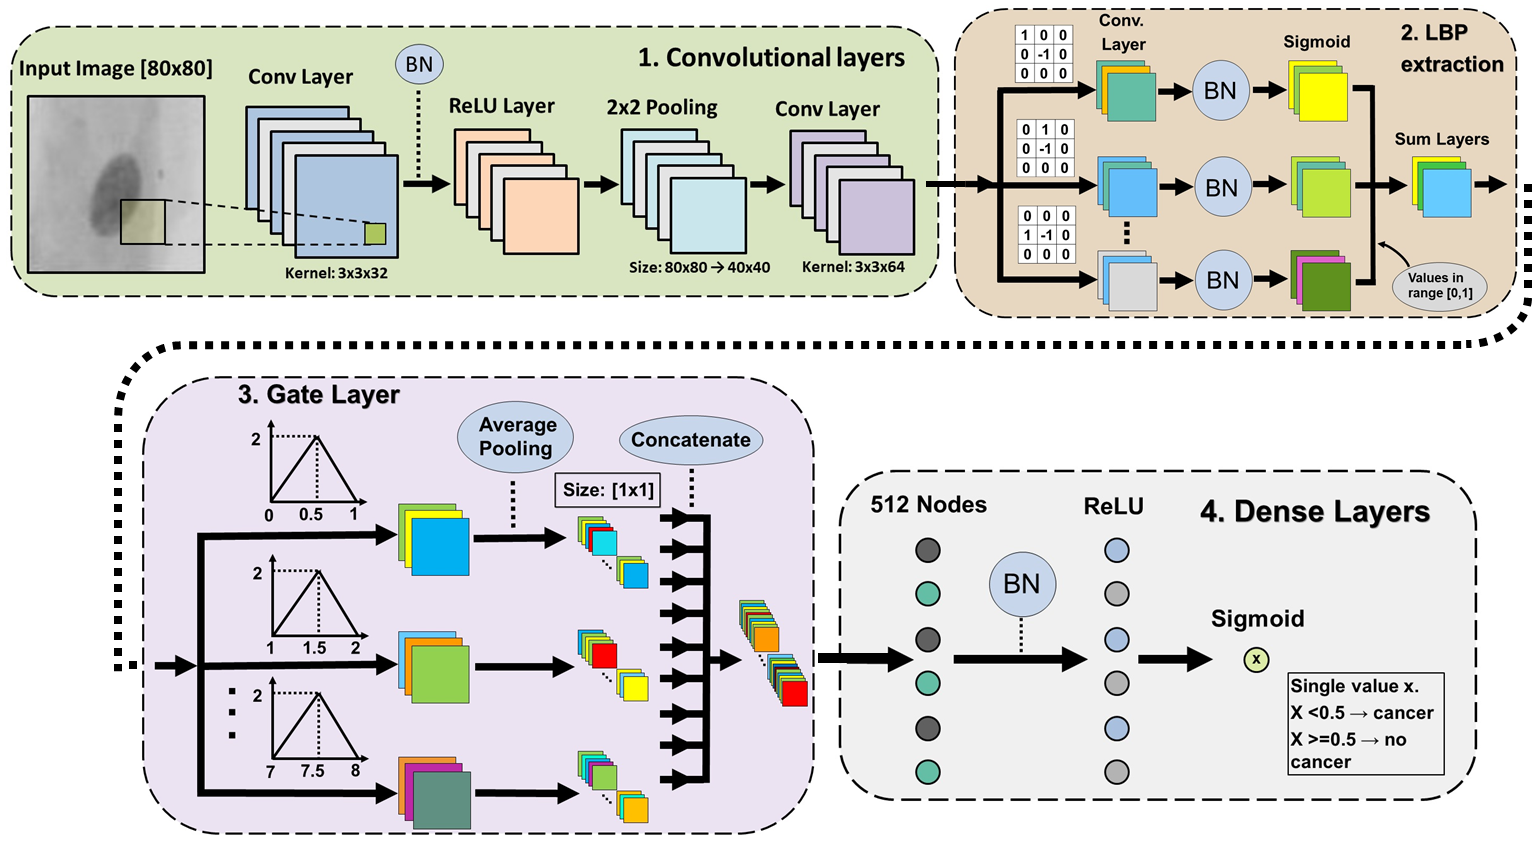 1. Convolutional layers
Input Image [80x80]
Conv Layer
BN
ReLU Layer
2x2 Pooling
Conv Layer
Kernel: 3x3x32
Size: 80x80 → 40x40
Kernel: 3x3x64
2. LBP
extraction
1 0 0
0 -1 0
0 0 0
Conv.
Layer
BN
Sigmoid
0 1 0
0 -1 0
0 0 0
BN
Sum Layers
0 0 0
1 -1 0
0 0 0
BN
Values in
range [0,1]
3. Gate Layer
2
0 0.5 1
Average
Pooling
Concatenate
Size: [1x1]
2
1 1.5 2
2
7 7.5 8
4. Dense Layers
512 Nodes
BN
ReLU
Sigmoid
x
Single value x.
X <0.5 → cancer
X >=0.5 → no
cancer